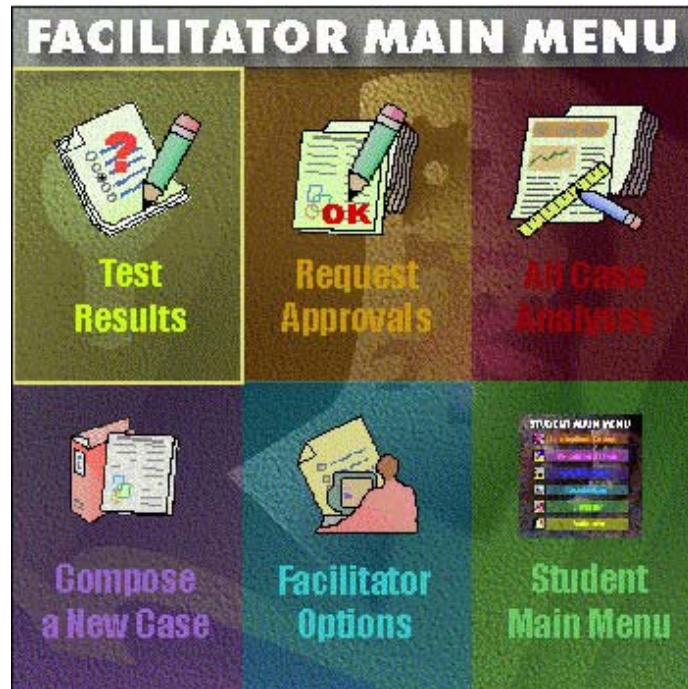 FACILITATOR MAIN MENU
?
OK
Test
Results
Request
Approvals
All Case
Analyses
STUDENT MAIN MENU
Compose
a New Case
Facilitator
Options
Student
Main Menu